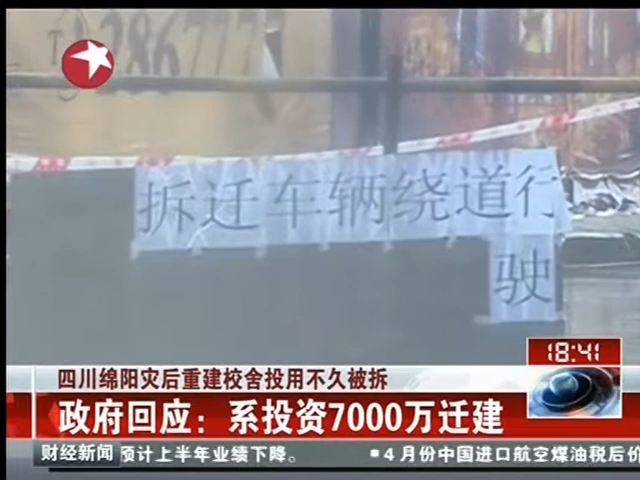 拆迁车辆绕道行
驶
18:41
四川绵阳灾后重建校舍投用不久被拆
政府回应：系投资7000万迁建
财经新闻 预计上半年业绩下降。 ■4月份中国进口航空煤油税后价